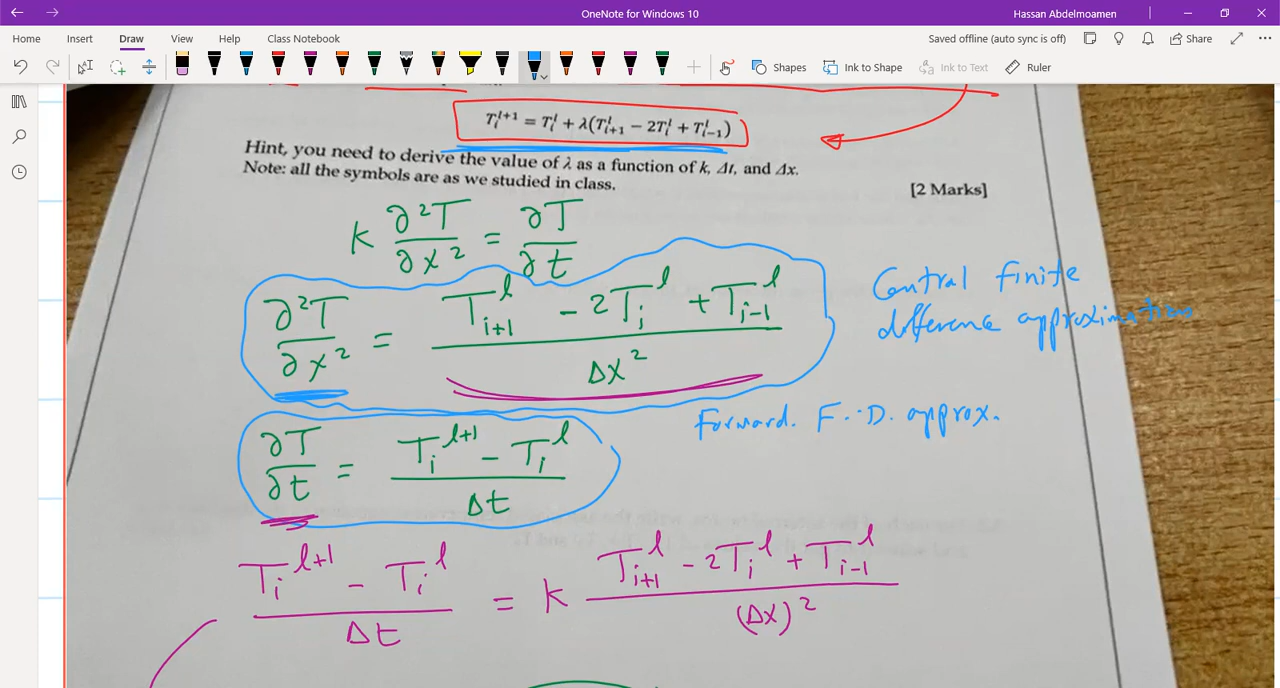 OneNote for Windows 10
Hassan Abdelmoamen
Home Insert Draw View Help Class Notebook
Saved offline (auto sync is off) Share
Shapes Ink to Shape Ink to Text Ruler
T_i^{l+1} = T_i^l + λ(T_{i+1}^l − 2T_i^l + T_{i−1}^l)
Hint, you need to derive the value of λ as a function of k, Δt, and Δx.
Note: all the symbols are as we studied in class.
[2 Marks]
k ∂²T/∂x² = ∂T/∂t
∂²T/∂x² = (T_{i+1}^l − 2T_i^l + T_{i−1}^l)/Δx²
Central finite
difference approximation
∂T/∂t = (T_i^{l+1} − T_i^l)/Δt
Forward. F.D. approx.
(T_i^{l+1} − T_i^l)/Δt = k (T_{i+1}^l − 2T_i^l + T_{i−1}^l)/(Δx)²